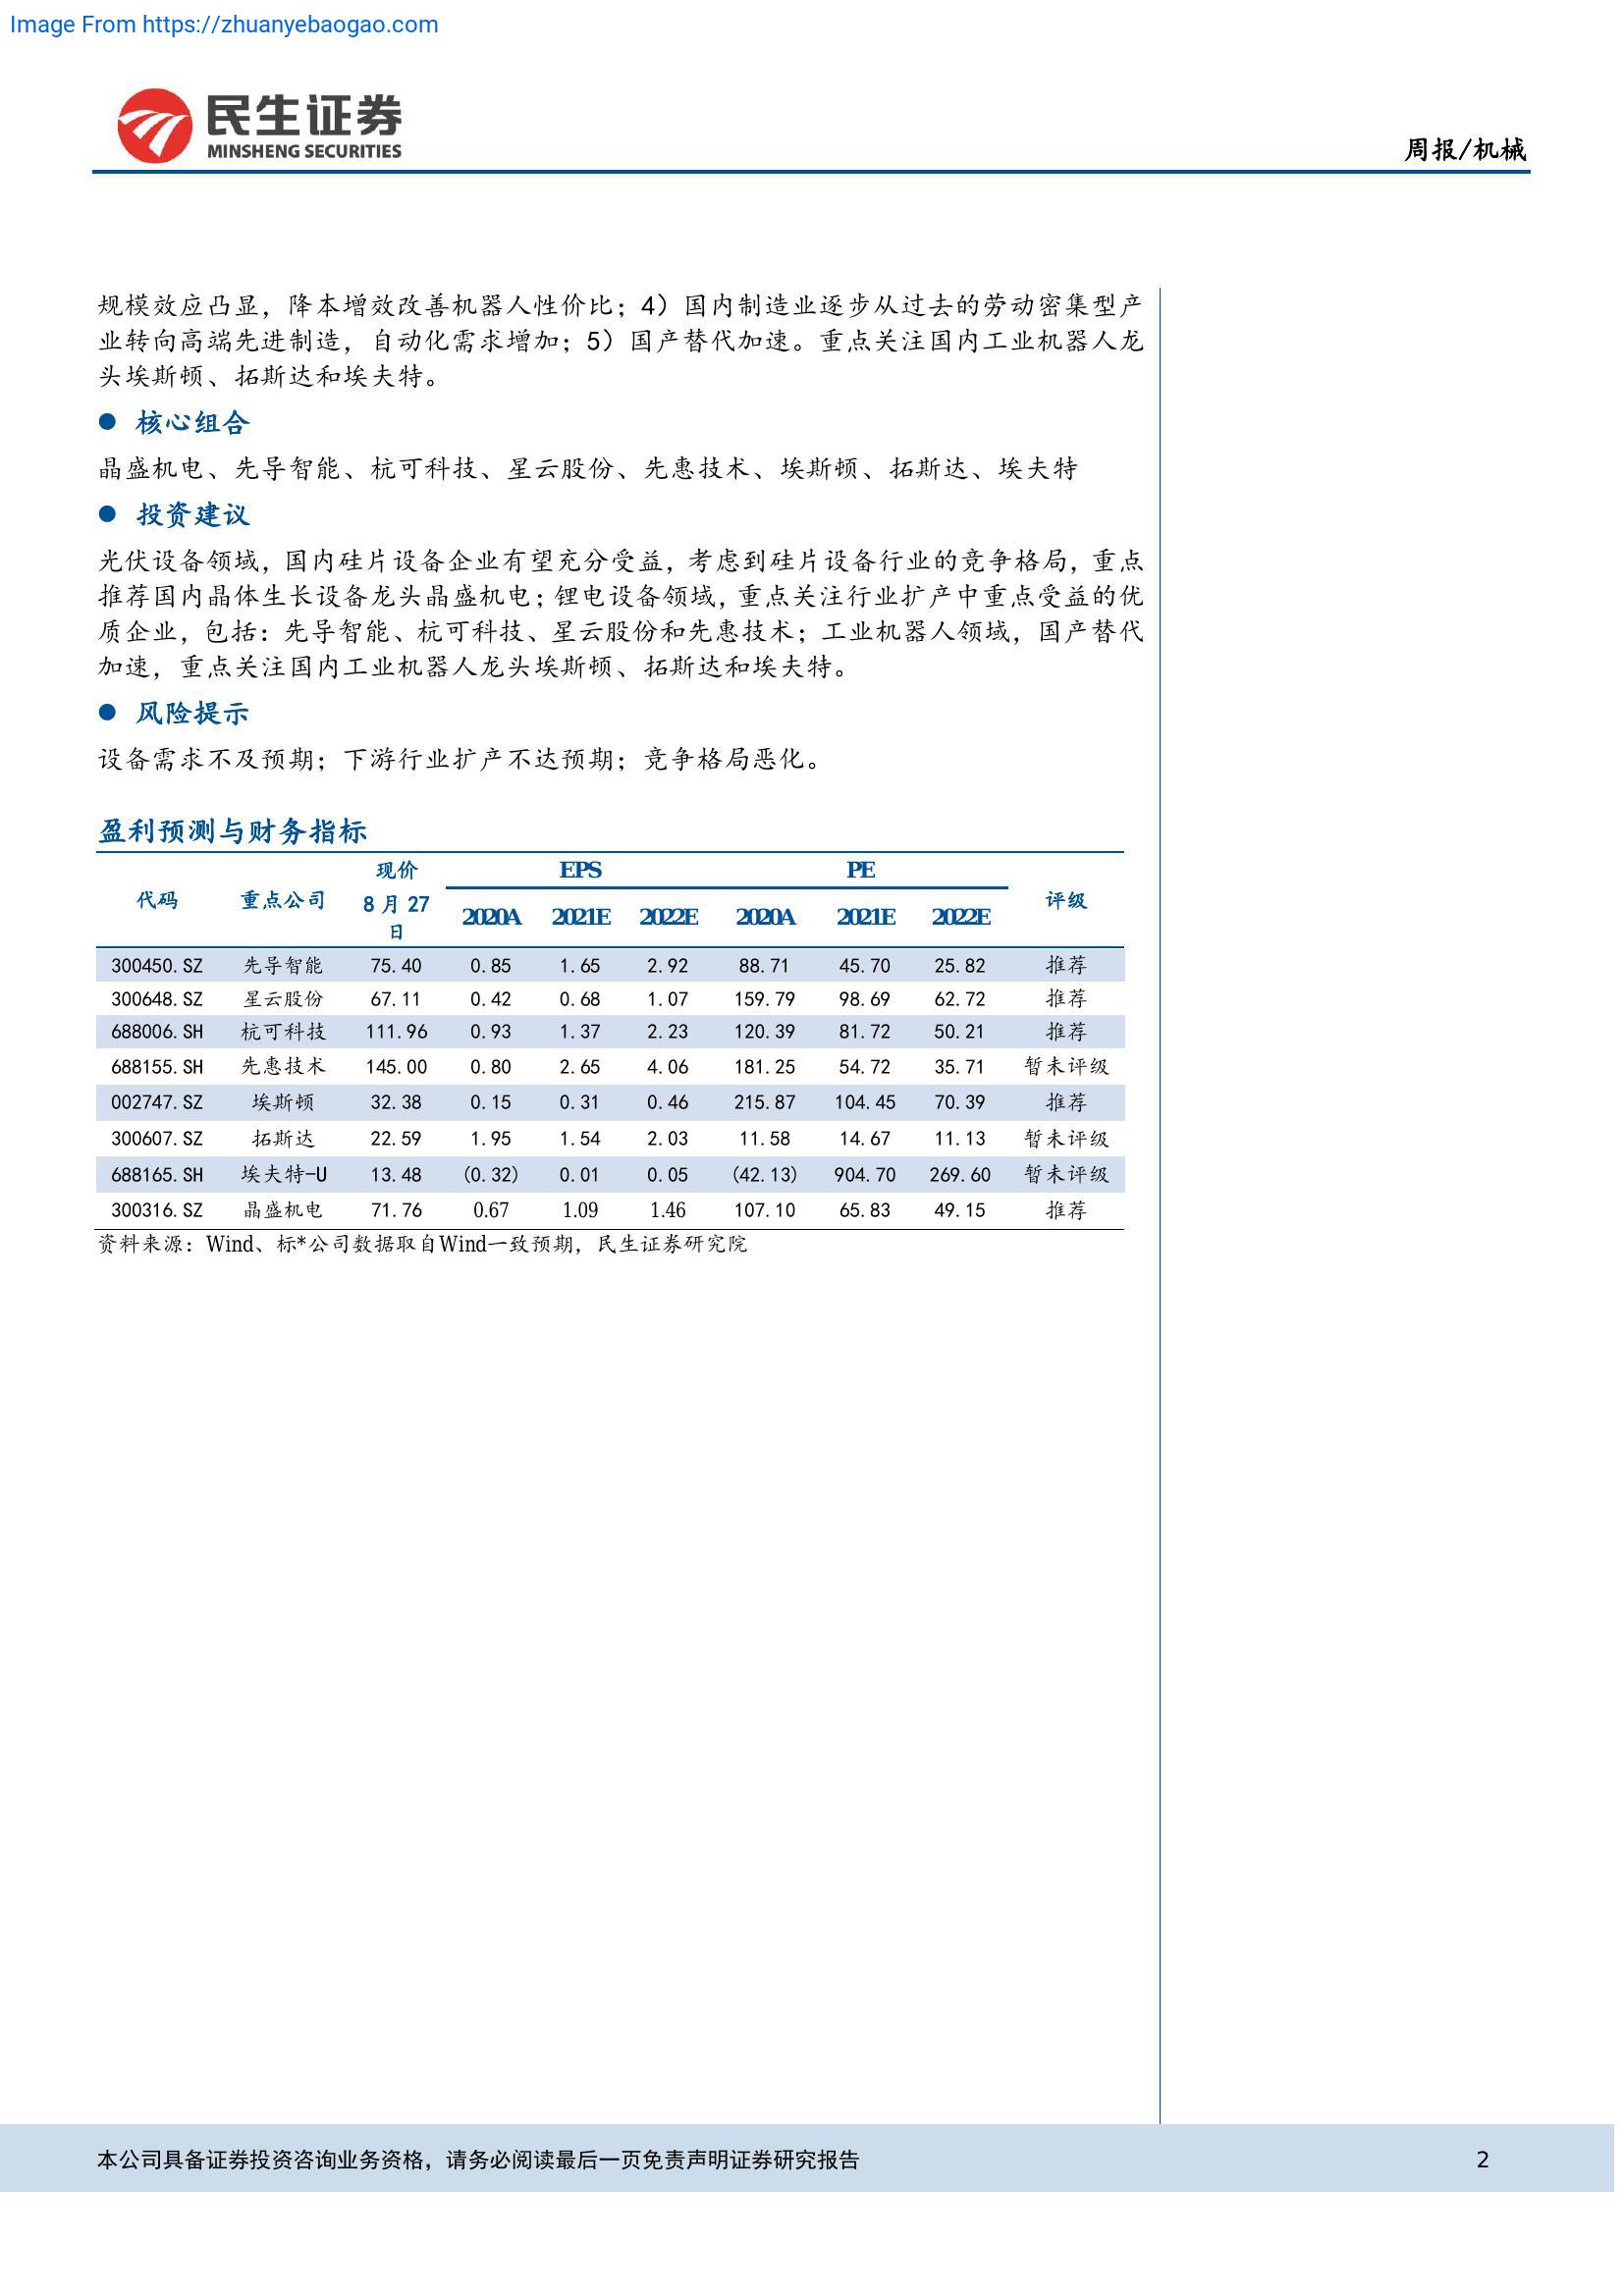 Image From https://zhuanyebaogao.com
民生证券
MINSHENG SECURITIES
周报/机械
规模效应凸显，降本增效改善机器人性价比；4）国内制造业逐步从过去的劳动密集型产
业转向高端先进制造，自动化需求增加；5）国产替代加速。重点关注国内工业机器人龙
头埃斯顿、拓斯达和埃夫特。
● 核心组合
晶盛机电、先导智能、杭可科技、星云股份、先惠技术、埃斯顿、拓斯达、埃夫特
● 投资建议
光伏设备领域，国内硅片设备企业有望充分受益，考虑到硅片设备行业的竞争格局，重点
推荐国内晶体生长设备龙头晶盛机电；锂电设备领域，重点关注行业扩产中重点受益的优
质企业，包括：先导智能、杭可科技、星云股份和先惠技术；工业机器人领域，国产替代
加速，重点关注国内工业机器人龙头埃斯顿、拓斯达和埃夫特。
● 风险提示
设备需求不及预期；下游行业扩产不达预期；竞争格局恶化。
盈利预测与财务指标
代码 重点公司 现价 EPS PE 评级
8 月 27
日
2020A 2021E 2022E 2020A 2021E 2022E
300450.SZ 先导智能 75.40 0.85 1.65 2.92 88.71 45.70 25.82 推荐
300648.SZ 星云股份 67.11 0.42 0.68 1.07 159.79 98.69 62.72 推荐
688006.SH 杭可科技 111.96 0.93 1.37 2.23 120.39 81.72 50.21 推荐
688155.SH 先惠技术 145.00 0.80 2.65 4.06 181.25 54.72 35.71 暂未评级
002747.SZ 埃斯顿 32.38 0.15 0.31 0.46 215.87 104.45 70.39 推荐
300607.SZ 拓斯达 22.59 1.95 1.54 2.03 11.58 14.67 11.13 暂未评级
688165.SH 埃夫特-U 13.48 (0.32) 0.01 0.05 (42.13) 904.70 269.60 暂未评级
300316.SZ 晶盛机电 71.76 0.67 1.09 1.46 107.10 65.83 49.15 推荐
资料来源：Wind、标*公司数据取自Wind一致预期，民生证券研究院
本公司具备证券投资咨询业务资格，请务必阅读最后一页免责声明证券研究报告 2